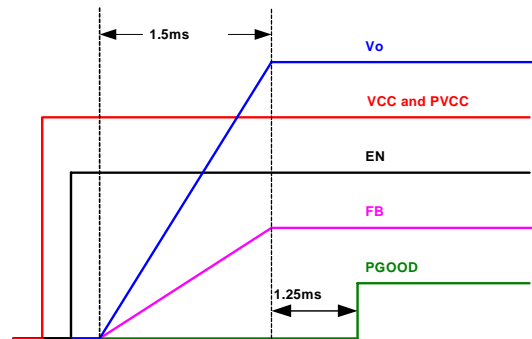 1.5ms
Vo
VCC and PVCC
EN
FB
PGOOD
1.25ms